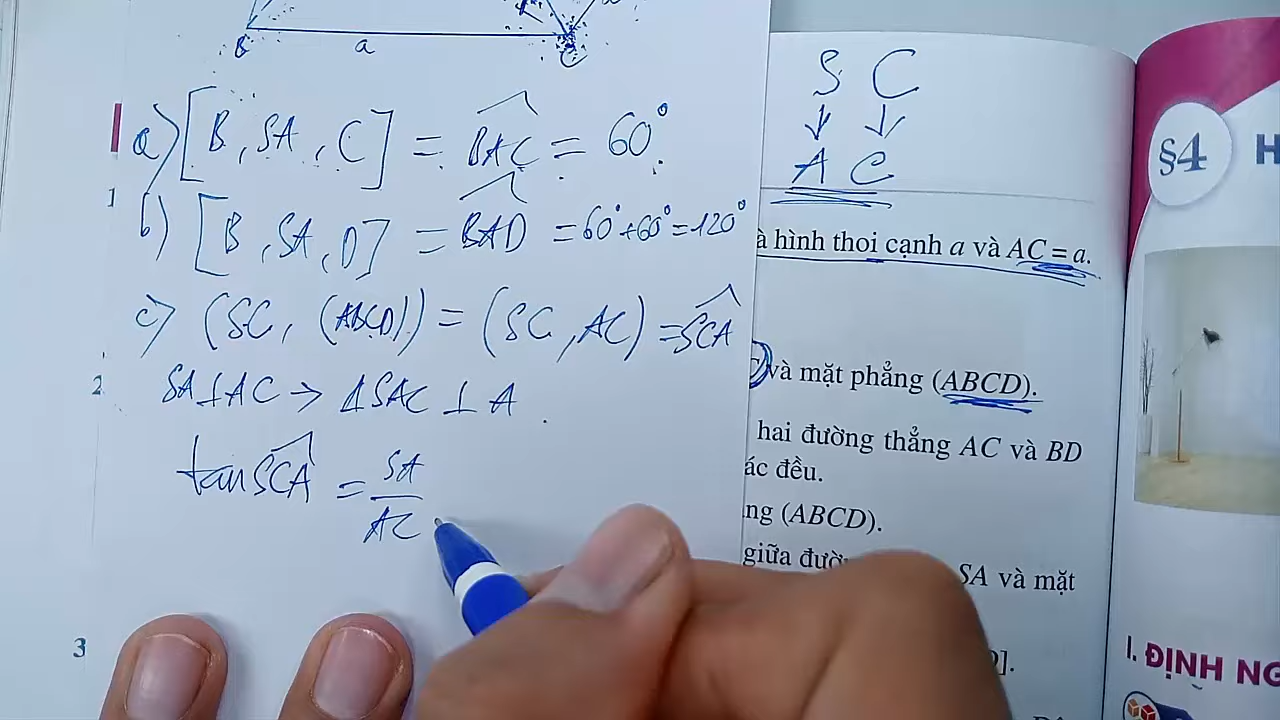 B a C
a) [B, SA, C] = BAC = 60°.
b) [B, SA, D] = BAD = 60° + 60° = 120°
c) (SC, (ABCD)) = (SC, AC) = SCA
SA ⊥ AC → ΔSAC ⊥ A
tan SCA = SA / AC
1
2
3
S C
↓ ↓
A C
à hình thoi cạnh a và AC = a.
và mặt phẳng (ABCD).
hai đường thẳng AC và BD
ác đều.
ng (ABCD).
giữa SA và mặt
].
§4 H
I. ĐỊNH NG